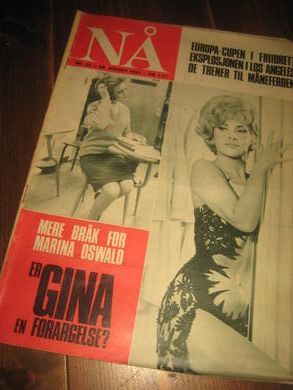 NÅ
EUROPA-CUPEN I FRIIDRETT
EKSPLOSJONEN I LOS ANGELES
DE TRENER TIL MÅNEFERDEN
MERE BRÅK FOR
MARINA OSWALD
ER
GINA
EN FORARGELSE?